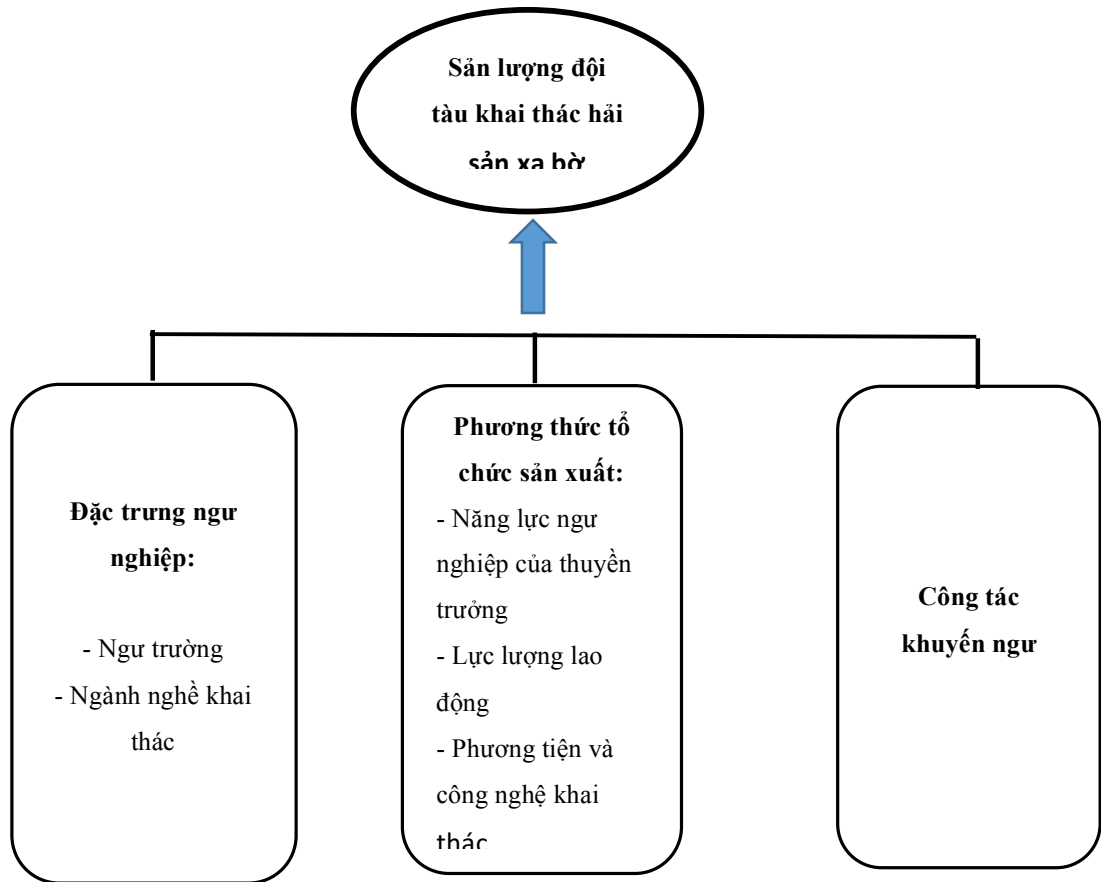 Sản lượng đội
tàu khai thác hải
sản xa bờ
Đặc trưng ngư
nghiệp:
- Ngư trường
- Ngành nghề khai
thác
Phương thức tổ
chức sản xuất:
- Năng lực ngư
nghiệp của thuyền
trưởng
- Lực lượng lao
động
- Phương tiện và
công nghệ khai
thác
Công tác
khuyến ngư